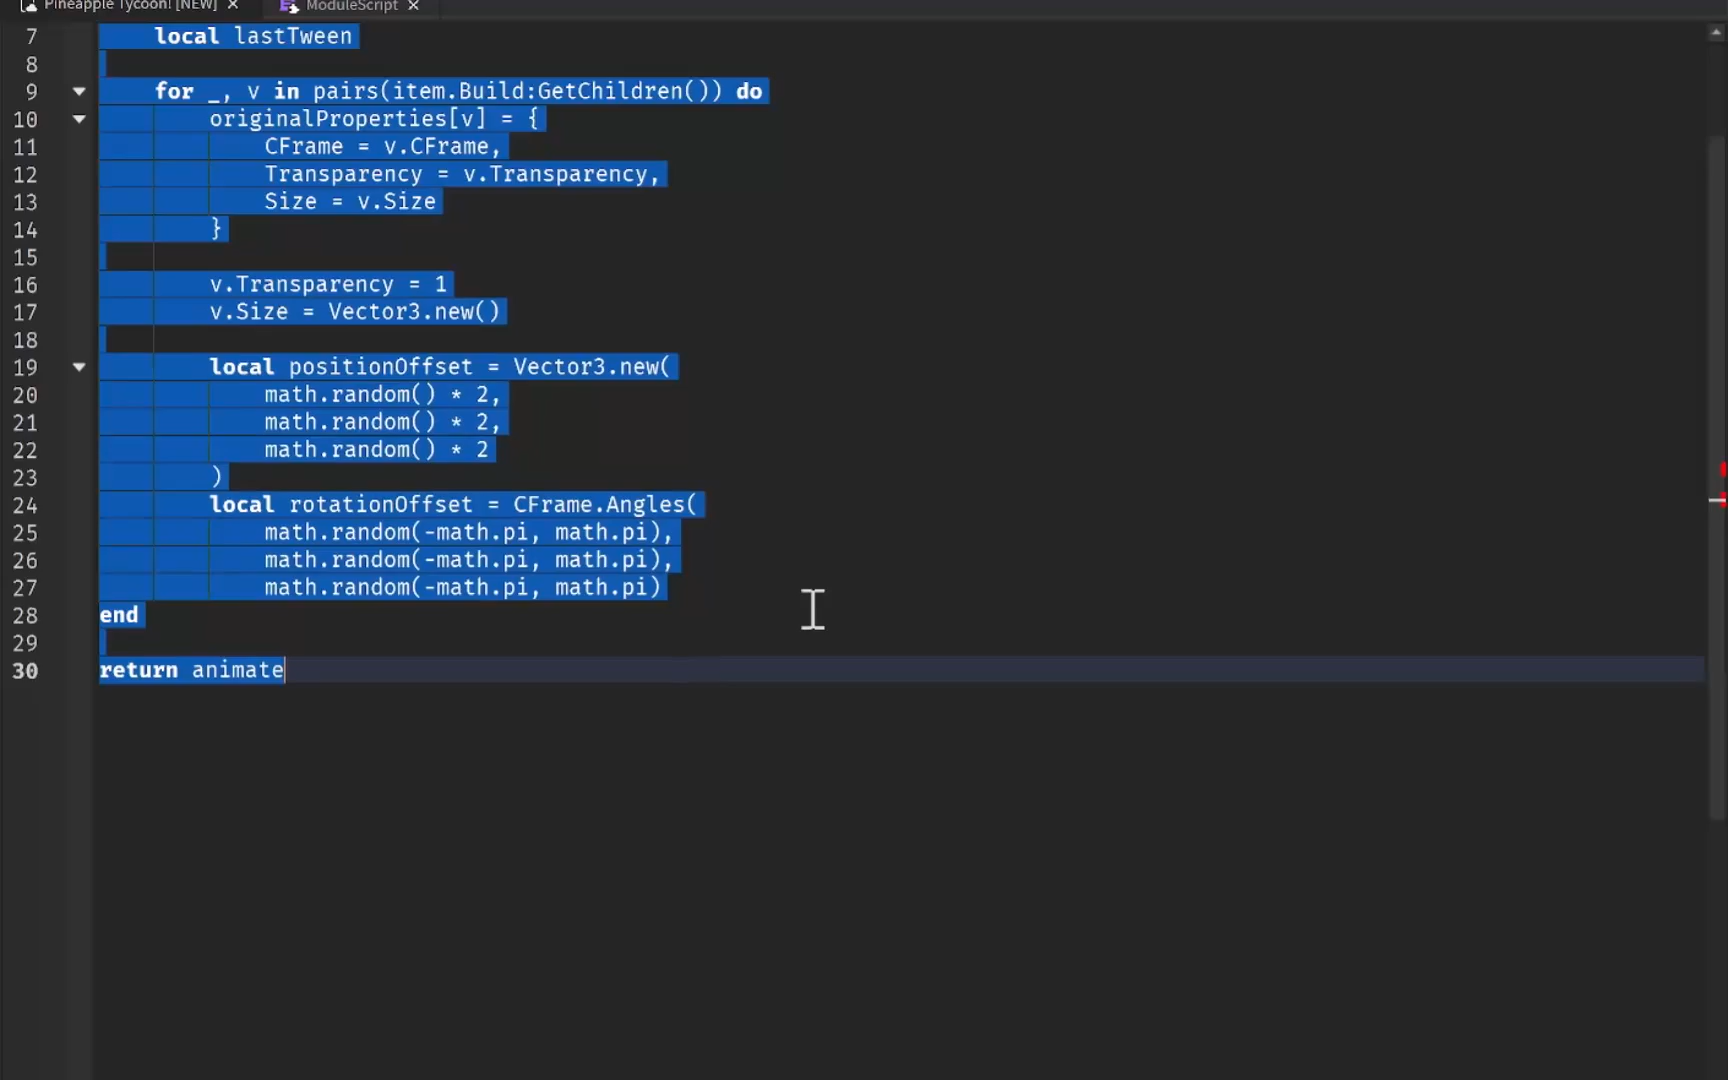 Pineapple Tycoon! [NEW] ✕ ModuleScript ✕
7 local lastTween
8
9 for _, v in pairs(item.Build:GetChildren()) do
10 originalProperties[v] = {
11 CFrame = v.CFrame,
12 Transparency = v.Transparency,
13 Size = v.Size
14 }
15
16 v.Transparency = 1
17 v.Size = Vector3.new()
18
19 local positionOffset = Vector3.new(
20 math.random() * 2,
21 math.random() * 2,
22 math.random() * 2
23 )
24 local rotationOffset = CFrame.Angles(
25 math.random(-math.pi, math.pi),
26 math.random(-math.pi, math.pi),
27 math.random(-math.pi, math.pi)
28 end
29
30 return animate